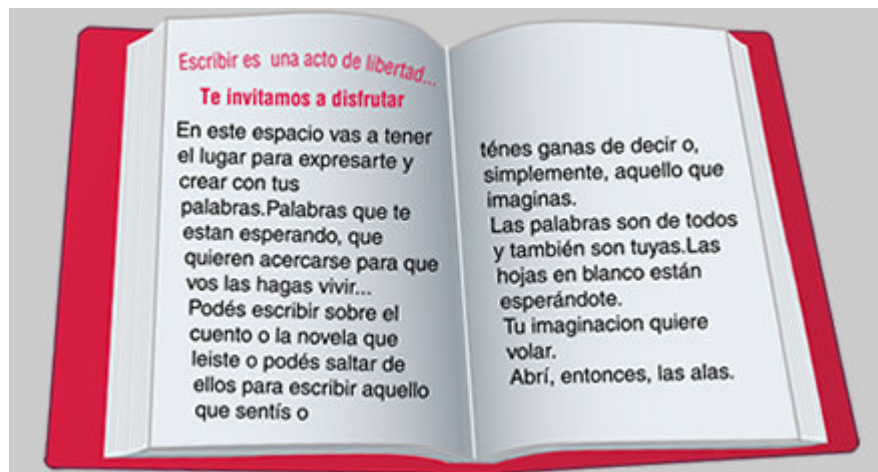 Escribir es una acto de libertad...
Te invitamos a disfrutar
En este espacio vas a tener
el lugar para expresarte y
crear con tus
palabras.Palabras que te
estan esperando, que
quieren acercarse para que
vos las hagas vivir...
Podés escribir sobre el
cuento o la novela que
leiste o podés saltar de
ellos para escribir aquello
que sentís o
ténes ganas de decir o,
simplemente, aquello que
imaginas.
Las palabras son de todos
y también son tuyas.Las
hojas en blanco están
esperándote.
Tu imaginacion quiere
volar.
Abrí, entonces, las alas.